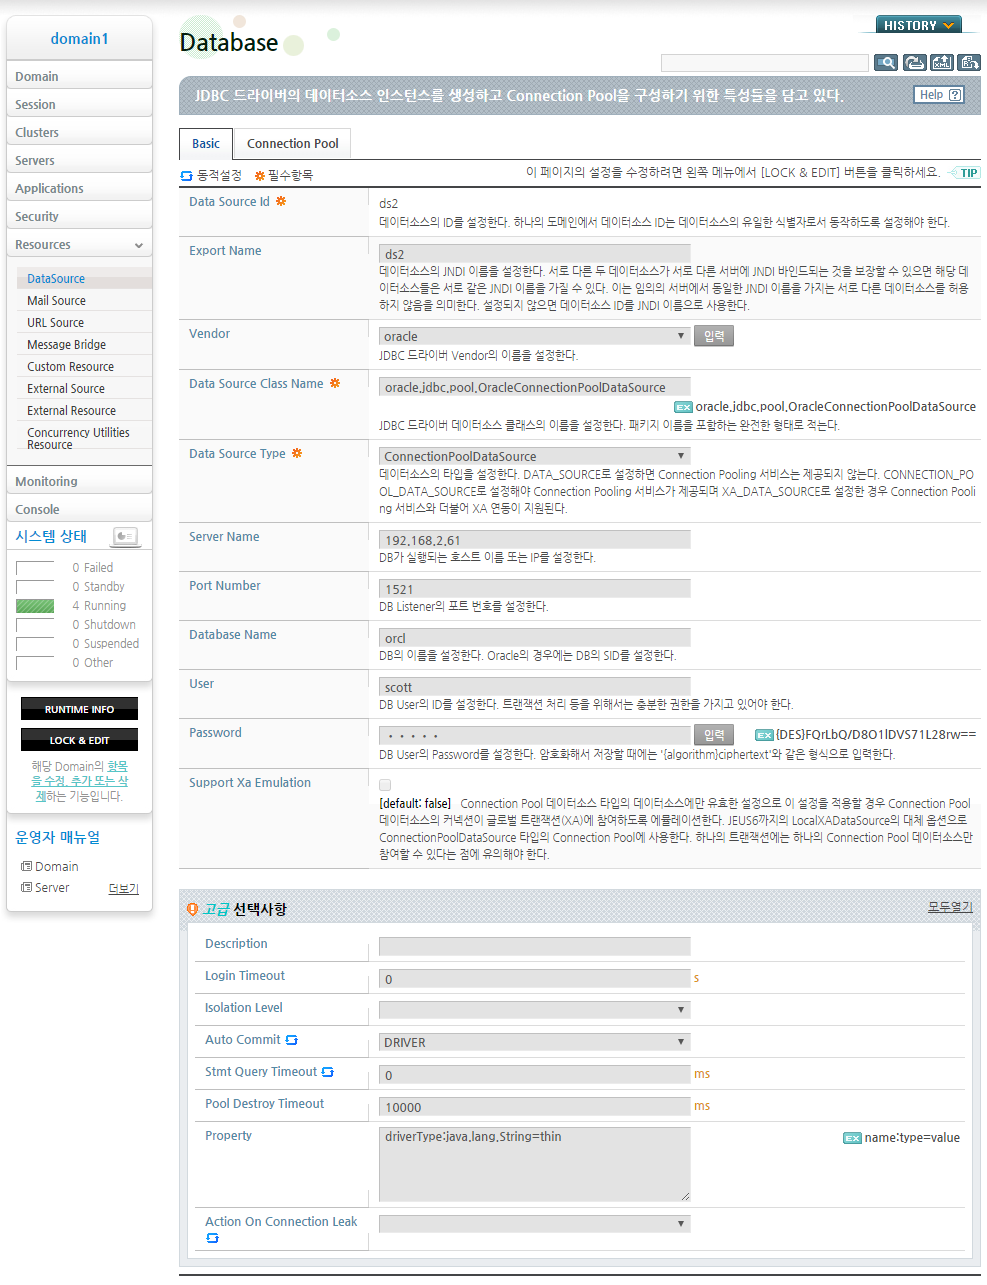 domain1
Domain
Session
Clusters
Servers
Applications
Security
Resources
DataSource
Mail Source
URL Source
Message Bridge
Custom Resource
External Source
External Resource
Concurrency Utilities
Resource
Monitoring
Console
시스템 상태
0 Failed
0 Standby
4 Running
0 Shutdown
0 Suspended
0 Other
RUNTIME INFO
LOCK & EDIT
해당 Domain의 항목
을 수정, 추가 또는 삭
제하는 기능입니다.
운영자 매뉴얼
Domain
Server 더보기
Database
HISTORY
XML
JDBC 드라이버의 데이터소스 인스턴스를 생성하고 Connection Pool을 구성하기 위한 특성들을 담고 있다.
Help ?
Basic Connection Pool
동적설정 필수항목
이 페이지의 설정을 수정하려면 왼쪽 메뉴에서 [LOCK & EDIT] 버튼을 클릭하세요. TIP
Data Source Id
ds2
데이터소스의 ID를 설정한다. 하나의 도메인에서 데이터소스 ID는 데이터소스의 유일한 식별자로서 동작하도록 설정해야 한다.
Export Name
ds2
데이터소스의 JNDI 이름을 설정한다. 서로 다른 두 데이터소스가 서로 다른 서버에 JNDI 바인드되는 것을 보장할 수 있으면 해당 데
이터소스들은 서로 같은 JNDI 이름을 가질 수 있다. 이는 임의의 서버에서 동일한 JNDI 이름을 가지는 서로 다른 데이터소스를 허용
하지 않음을 의미한다. 설정되지 않으면 데이터소스 ID를 JNDI 이름으로 사용한다.
Vendor
oracle 입력
JDBC 드라이버 Vendor의 이름을 설정한다.
Data Source Class Name
oracle.jdbc.pool.OracleConnectionPoolDataSource
EX oracle.jdbc.pool.OracleConnectionPoolDataSource
JDBC 드라이버 데이터소스 클래스의 이름을 설정한다. 패키지 이름을 포함하는 완전한 형태로 적는다.
Data Source Type
ConnectionPoolDataSource
데이터소스의 타입을 설정한다. DATA_SOURCE로 설정하면 Connection Pooling 서비스는 제공되지 않는다. CONNECTION_PO
OL_DATA_SOURCE로 설정해야 Connection Pooling 서비스가 제공되며 XA_DATA_SOURCE로 설정한 경우 Connection Pooli
ng 서비스와 더불어 XA 연동이 지원된다.
Server Name
192.168.2.61
DB가 실행되는 호스트 이름 또는 IP를 설정한다.
Port Number
1521
DB Listener의 포트 번호를 설정한다.
Database Name
orcl
DB의 이름을 설정한다. Oracle의 경우에는 DB의 SID를 설정한다.
User
scott
DB User의 ID를 설정한다. 트랜잭션 처리 등을 위해서는 충분한 권한을 가지고 있어야 한다.
Password
• • • • • 입력 EX {DES}FQrLbQ/D8O1lDVS71L28rw==
DB User의 Password를 설정한다. 암호화해서 저장할 때에는 '{algorithm}ciphertext'와 같은 형식으로 입력한다.
Support Xa Emulation
[default: false] Connection Pool 데이터소스 타입의 데이터소스에만 유효한 설정으로 이 설정을 적용할 경우 Connection Pool
데이터소스의 커넥션이 글로벌 트랜잭션(XA)에 참여하도록 에뮬레이션한다. JEUS6까지의 LocalXADataSource의 대체 옵션으로
ConnectionPoolDataSource 타입의 Connection Pool에 사용한다. 하나의 트랜잭션에는 하나의 Connection Pool 데이터소스만
참여할 수 있다는 점에 유의해야 한다.
고급 선택사항 모두열기
Description
Login Timeout 0 s
Isolation Level
Auto Commit DRIVER
Stmt Query Timeout 0 ms
Pool Destroy Timeout 10000 ms
Property driverType:java.lang.String=thin EX name:type=value
Action On Connection Leak